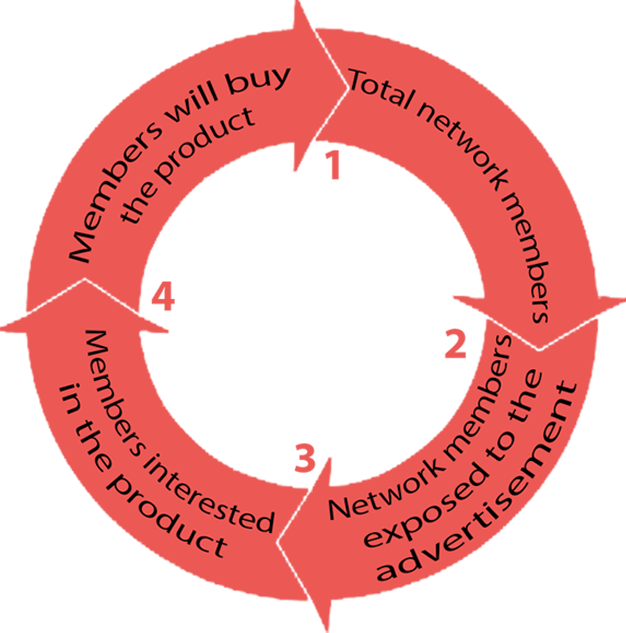 1
Total network members
2
Network members
exposed to the
advertisement
3
Members interested
in the product
4
Members will buy
the product